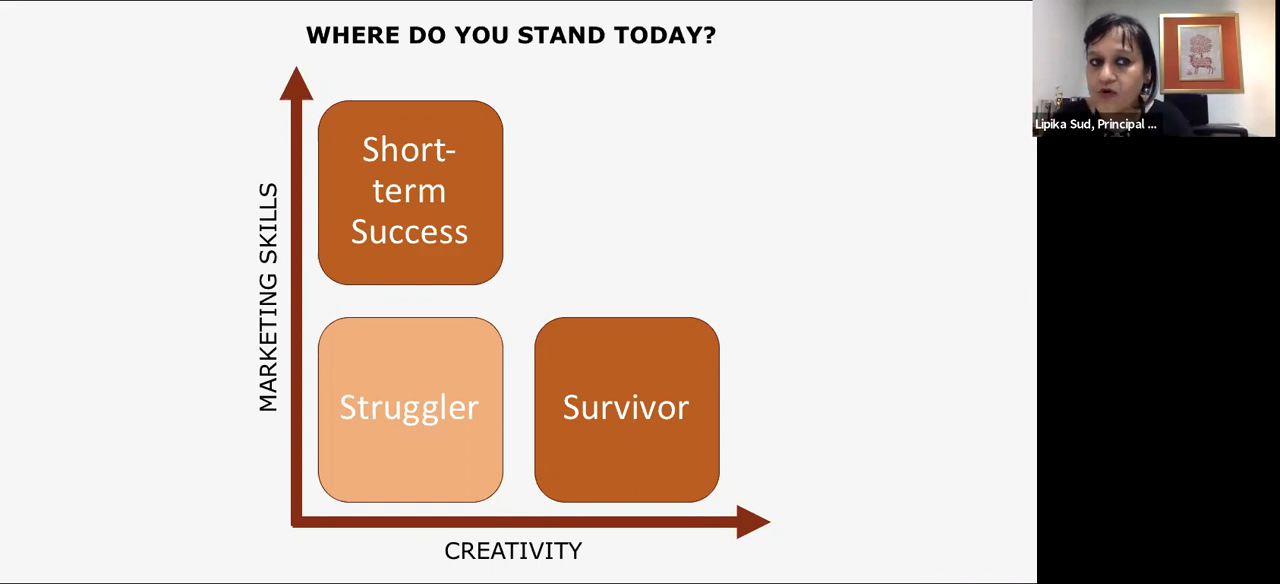 WHERE DO YOU STAND TODAY?
MARKETING SKILLS
Short-
term
Success
Struggler
Survivor
CREATIVITY
Lipika Sud, Principal ...